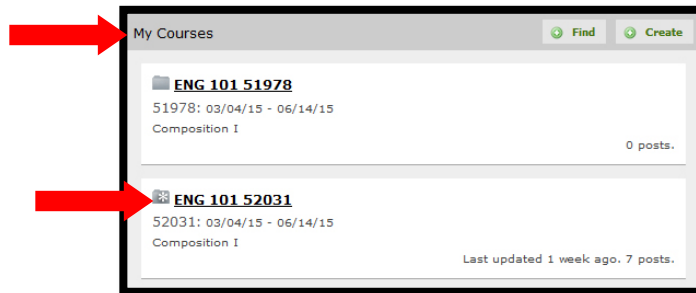 My Courses
Find
Create
ENG 101 51978
51978: 03/04/15 - 06/14/15
Composition I
0 posts.
ENG 101 52031
52031: 03/04/15 - 06/14/15
Composition I
Last updated 1 week ago. 7 posts.